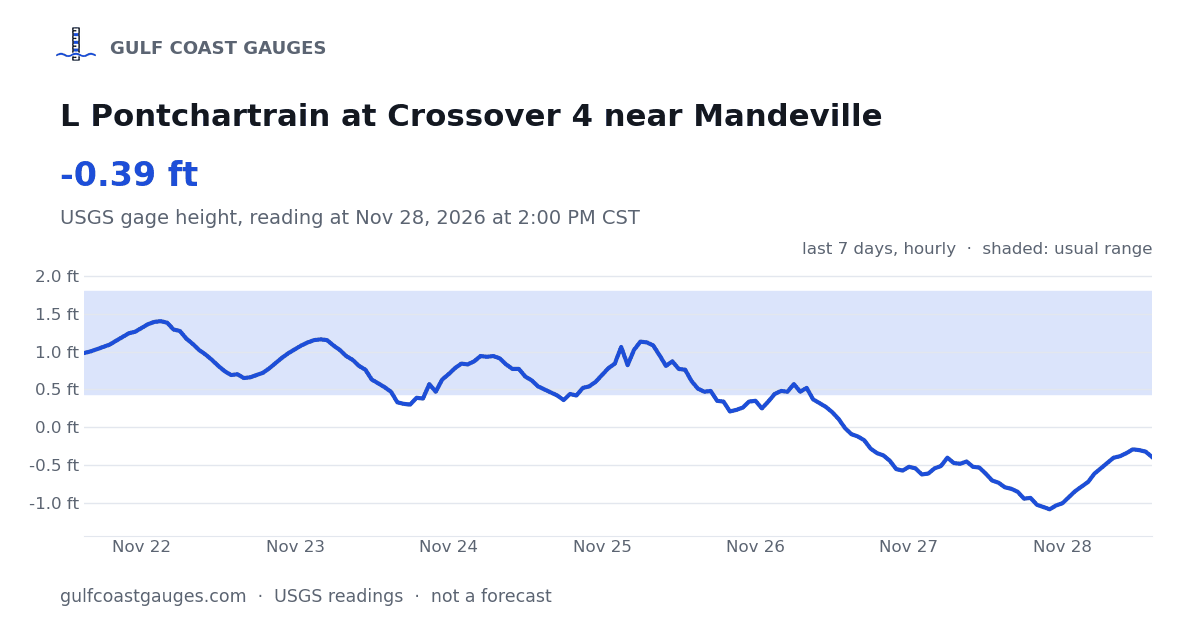 GULF COAST GAUGES
L Pontchartrain at Crossover 4 near Mandeville
-0.39 ft
USGS gage height, reading at Nov 28, 2026 at 2:00 PM CST
last 7 days, hourly · shaded: usual range
2.0 ft
1.5 ft
1.0 ft
0.5 ft
0.0 ft
-0.5 ft
-1.0 ft
Nov 22 Nov 23 Nov 24 Nov 25 Nov 26 Nov 27 Nov 28
gulfcoastgauges.com · USGS readings · not a forecast